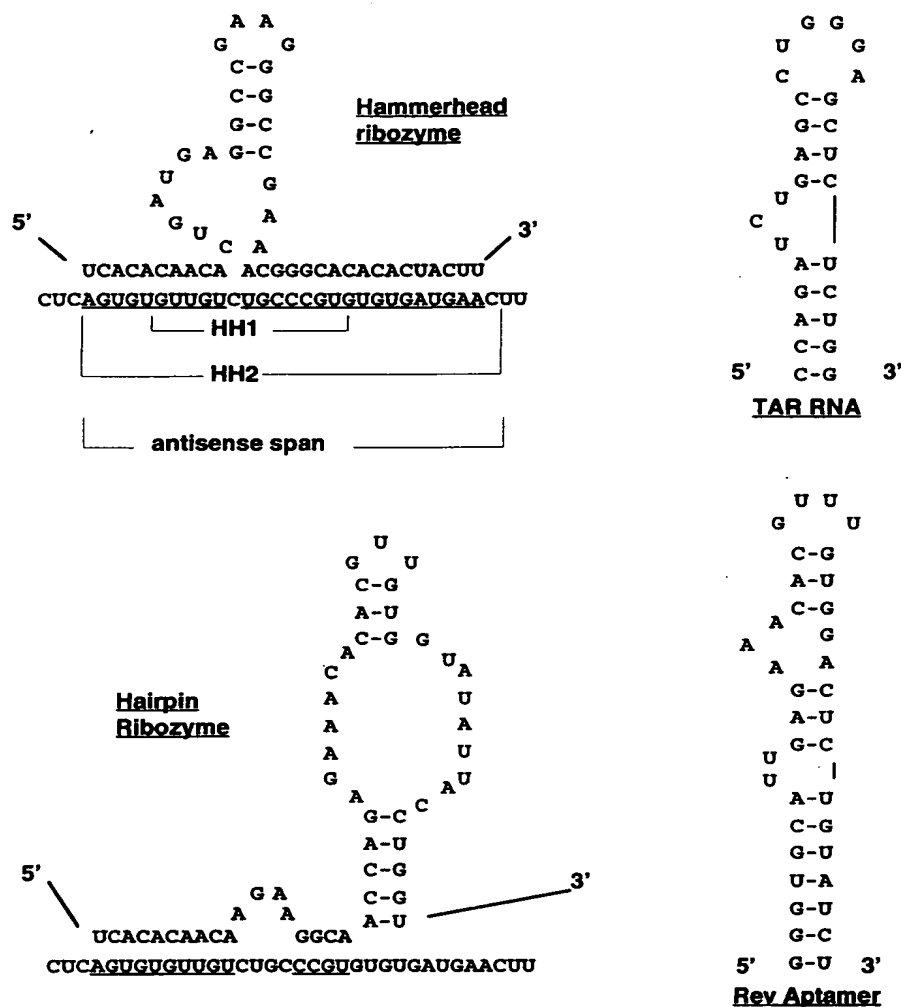 A A
G G
C-G
C-G
G-C
G A G-C
U G
A A
G U C A
Hammerhead
ribozyme
5' 3'
UCACACAACA ACGGGCACACACUACUU
CUCAGUGUGUUGUCUGCCCGUGUGUGAUGAACUU
HH1
HH2
antisense span
G G
U G
C A
C-G
G-C
A-U
G-C
U
C
U
A-U
G-C
A-U
C-G
5' C-G 3'
TAR RNA
U
G U
C-G
A-U
A C-G G
C U
A A
A U
A A
A U
G U
A C A
G-C
A-U
C-G
C-G
A-U
Hairpin
Ribozyme
5' 3'
G A
A A
UCACACAACA GGCA
CUCAGUGUGUUGUCUGCCCGUGUGUGAUGAACUU
U U
G U
C-G
A-U
C-G
A G
A
A A
G-C
A-U
G-C
U
U
A-U
C-G
G-U
U-A
G-U
G-C
5' G-U 3'
Rev Aptamer